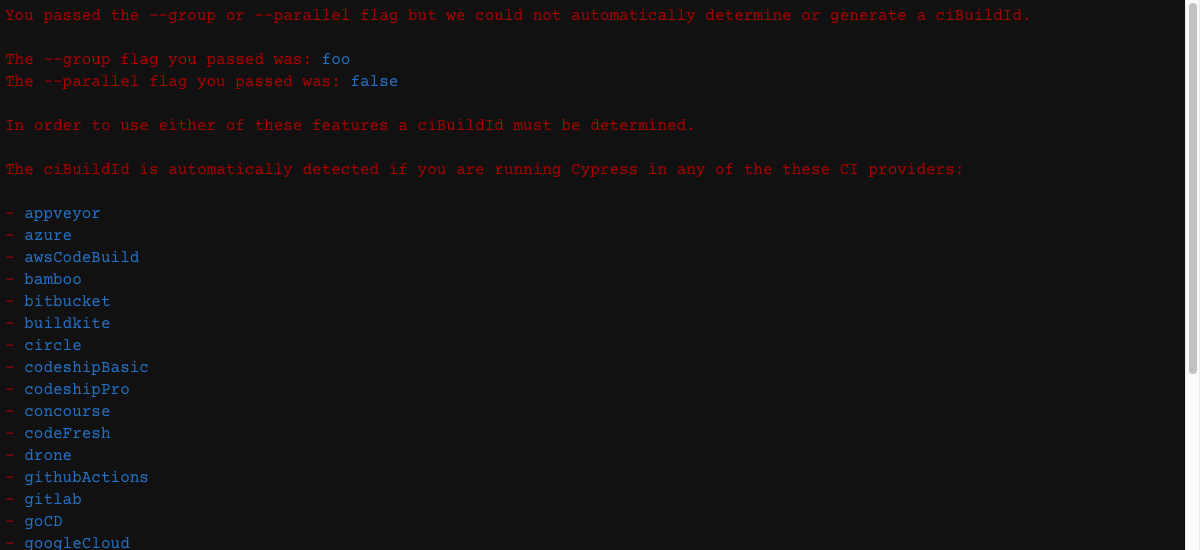 You passed the --group or --parallel flag but we could not automatically determine or generate a ciBuildId.
The --group flag you passed was: foo
The --parallel flag you passed was: false
In order to use either of these features a ciBuildId must be determined.
The ciBuildId is automatically detected if you are running Cypress in any of the these CI providers:
- appveyor
- azure
- awsCodeBuild
- bamboo
- bitbucket
- buildkite
- circle
- codeshipBasic
- codeshipPro
- concourse
- codeFresh
- drone
- githubActions
- gitlab
- goCD
- googleCloud